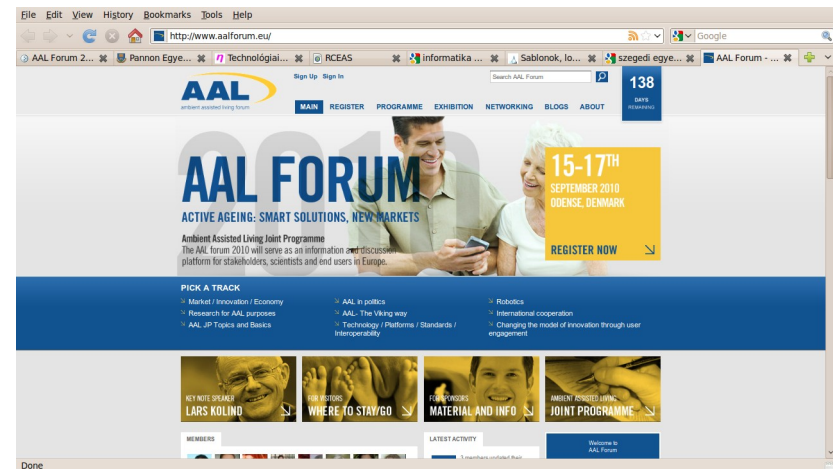 File Edit View History Bookmarks Tools Help
http://www.aalforum.eu/
Google
AAL Forum 2...
Pannon Egye...
Technológiai...
RCEAS
informatika ...
Sablonok, lo...
szegedi egye...
AAL Forum - ...
AAL
ambient assisted living forum
Sign Up Sign In
Search AAL Forum
138
DAYS
REMAINING
MAIN REGISTER PROGRAMME EXHIBITION NETWORKING BLOGS ABOUT
2010
AAL FORUM
ACTIVE AGEING: SMART SOLUTIONS, NEW MARKETS
Ambient Assisted Living Joint Programme
The AAL forum 2010 will serve as an information and discussion
platform for stakeholders, scientists and end users in Europe.
15-17TH
SEPTEMBER 2010
ODENSE, DENMARK
REGISTER NOW
PICK A TRACK
Market / Innovation / Economy
Research for AAL purposes
AAL JP Topics and Basics
AAL in politics
AAL- The Viking way
Technology / Platforms / Standards /
Interoperability
Robotics
International cooperation
Changing the model of innovation through user
engagement
KEY NOTE SPEAKER
LARS KOLIND
FOR VISITORS
WHERE TO STAY/GO
FOR SPONSORS
MATERIAL AND INFO
AMBIENT ASSISTED LIVING
JOINT PROGRAMME
MEMBERS
LATEST ACTIVITY
3 members updated their
Welcome to
AAL Forum
Done